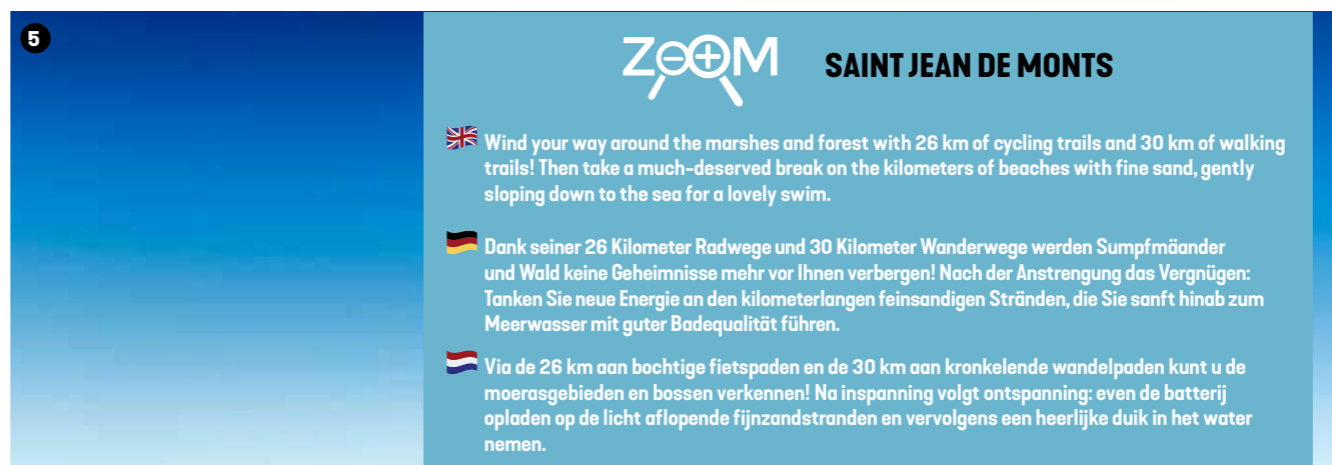 5
ZOOM SAINT JEAN DE MONTS
Wind your way around the marshes and forest with 26 km of cycling trails and 30 km of walking
trails! Then take a much-deserved break on the kilometers of beaches with fine sand, gently
sloping down to the sea for a lovely swim.
Dank seiner 26 Kilometer Radwege und 30 Kilometer Wanderwege werden Sumpfmäander
und Wald keine Geheimnisse mehr vor Ihnen verbergen! Nach der Anstrengung das Vergnügen:
Tanken Sie neue Energie an den kilometerlangen feinsandigen Stränden, die Sie sanft hinab zum
Meerwasser mit guter Badequalität führen.
Via de 26 km aan bochtige fietspaden en de 30 km aan kronkelende wandelpaden kunt u de
moerasgebieden en bossen verkennen! Na inspanning volgt ontspanning: even de batterij
opladen op de licht aflopende fijnzandstranden en vervolgens een heerlijke duik in het water
nemen.